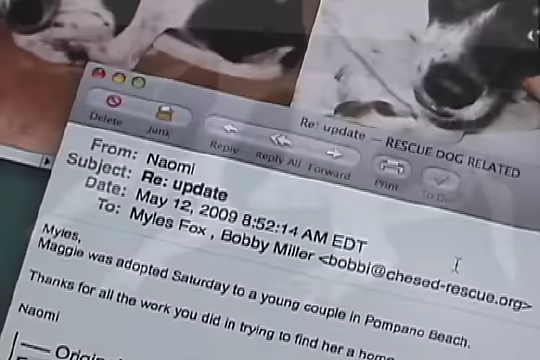 Re: update — RESCUE DOG RELATED
Delete
Junk
Reply
Reply All
Forward
Print
To Do
From: Naomi
Subject: Re: update
Date: May 12, 2009 8:52:14 AM EDT
To: Myles Fox , Bobby Miller <bobbi@chesed-rescue.org>
Myles,
Maggie was adopted Saturday to a young couple in Pompano Beach.
Thanks for all the work you did in trying to find her a home
Naomi